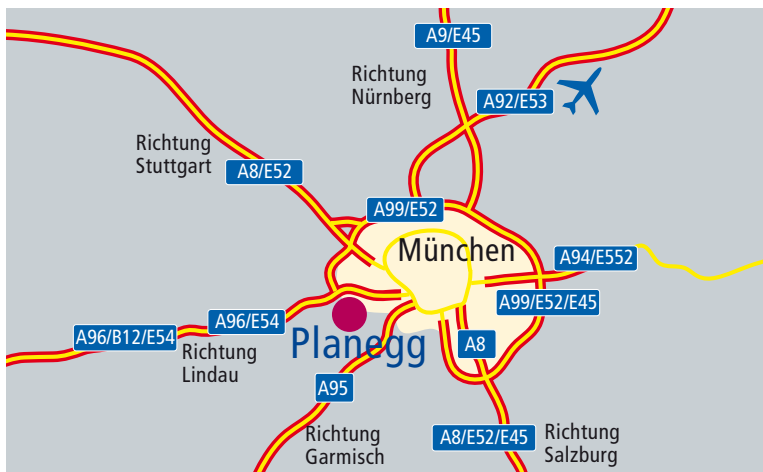 A9/E45
Richtung
Nürnberg
A92/E53
Richtung
Stuttgart
A8/E52
A99/E52
München
A94/E552
A99/E52/E45
A96/E54
A96/B12/E54
Richtung
Lindau
Planegg
A8
A95
Richtung
Garmisch
A8/E52/E45
Richtung
Salzburg